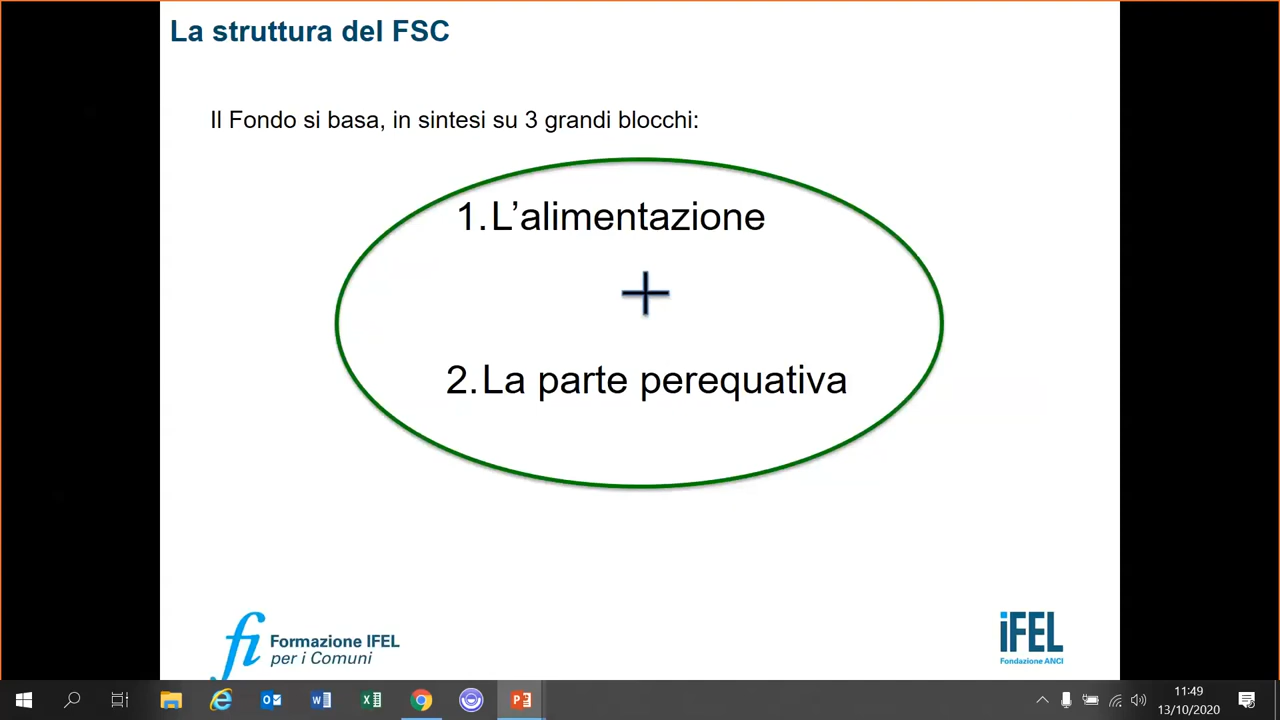 La struttura del FSC
Il Fondo si basa, in sintesi su 3 grandi blocchi:
1.L’alimentazione
+
2.La parte perequativa
fi Formazione IFEL
per i Comuni
iFEL
Fondazione ANCI
11:49
13/10/2020